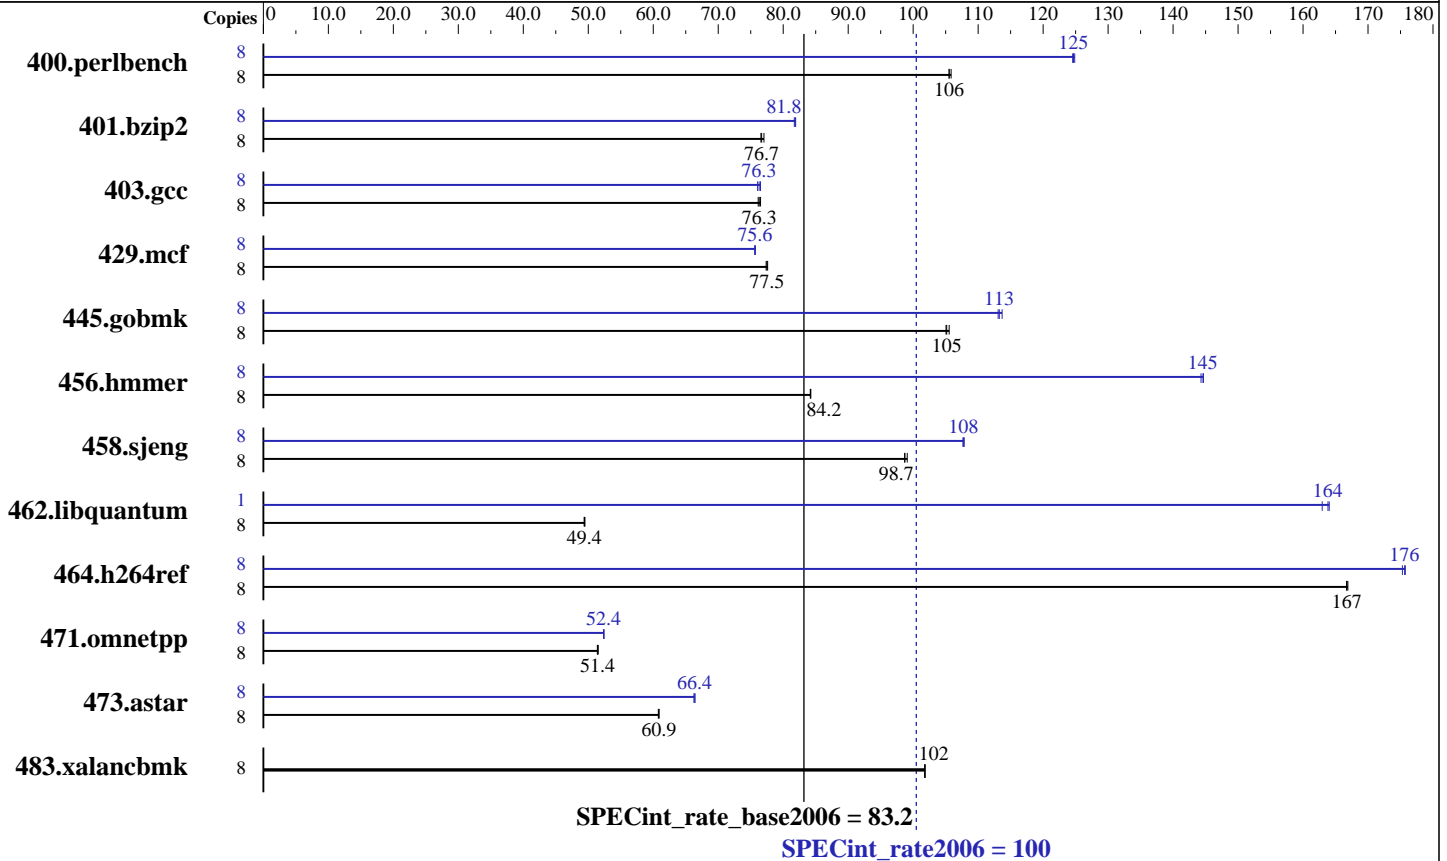 Copies 0 10.0 20.0 30.0 40.0 50.0 60.0 70.0 80.0 90.0 100 110 120 130 140 150 160 170 180
400.perlbench 8 125
8 106
401.bzip2 8 81.8
8 76.7
403.gcc 8 76.3
8 76.3
429.mcf 8 75.6
8 77.5
445.gobmk 8 113
8 105
456.hmmer 8 145
8 84.2
458.sjeng 8 108
8 98.7
462.libquantum 1 164
8 49.4
464.h264ref 8 176
8 167
471.omnetpp 8 52.4
8 51.4
473.astar 8 66.4
8 60.9
483.xalancbmk 8 102
SPECint_rate_base2006 = 83.2
SPECint_rate2006 = 100